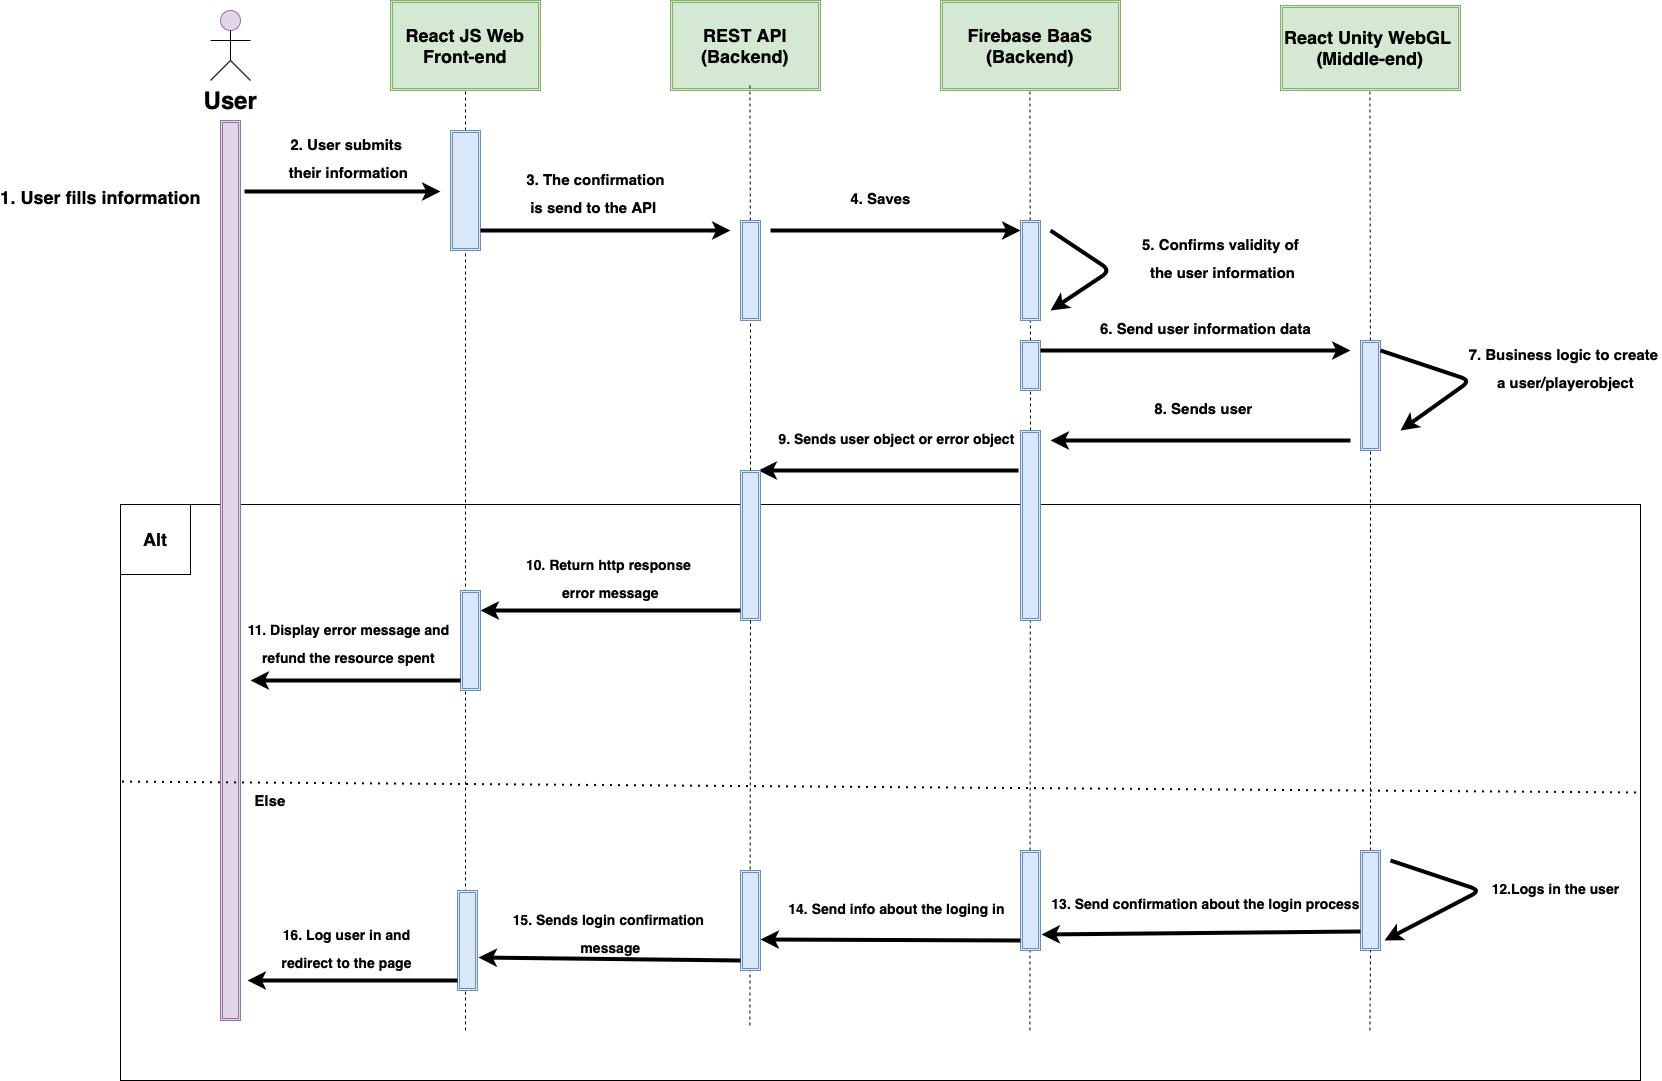 React JS Web
Front-end
REST API
(Backend)
Firebase BaaS
(Backend)
React Unity WebGL
(Middle-end)
User
1. User fills information
2. User submits
their information
3. The confirmation
is send to the API
4. Saves
5. Confirms validity of
the user information
6. Send user information data
7. Business logic to create
a user/playerobject
8. Sends user
9. Sends user object or error object
Alt
10. Return http response
error message
11. Display error message and
refund the resource spent
Else
12.Logs in the user
13. Send confirmation about the login process
14. Send info about the loging in
15. Sends login confirmation
message
16. Log user in and
redirect to the page